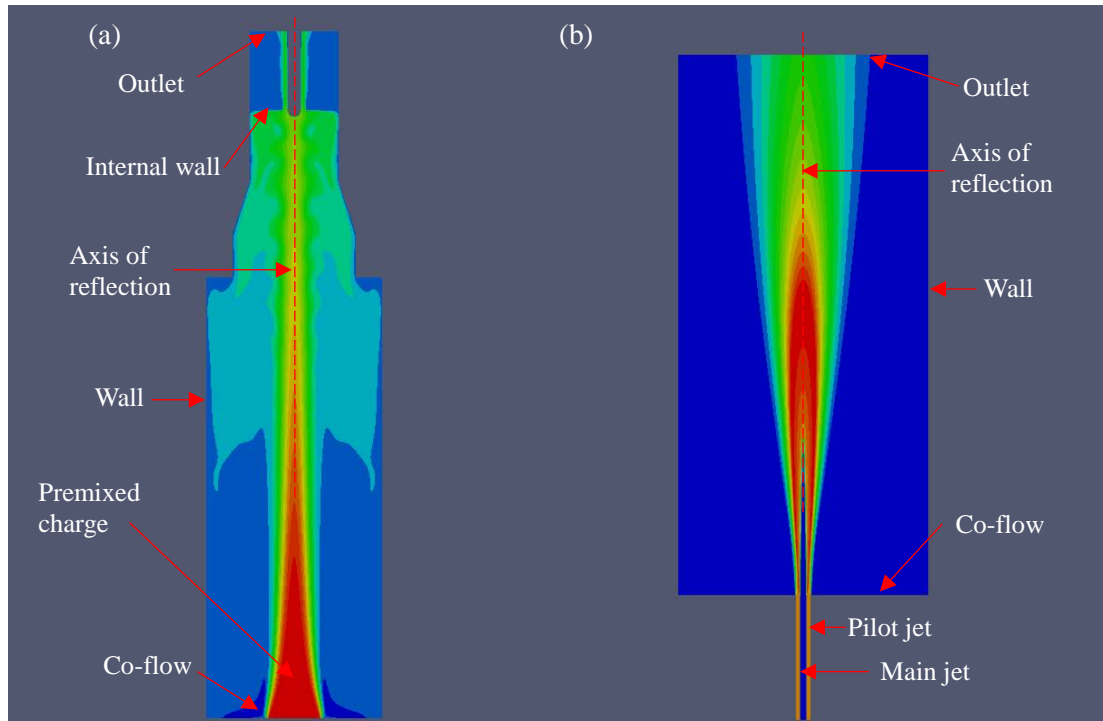 (a)
Outlet
Internal wall
Axis of
reflection
Wall
Premixed
charge
Co-flow
(b)
Outlet
Axis of
reflection
Wall
Co-flow
Pilot jet
Main jet